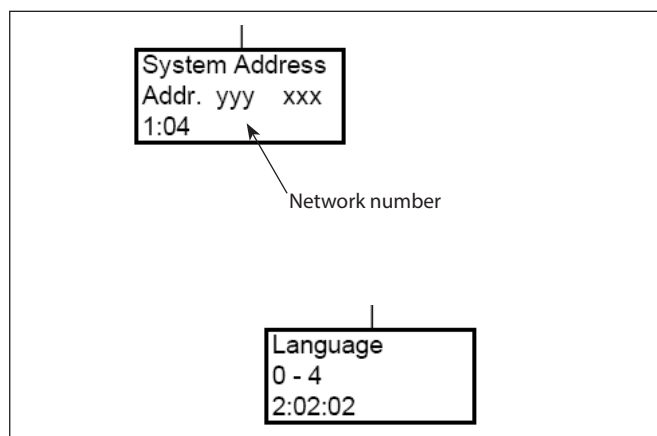 System Address
Addr. yyy xxx
1:04
Network number
Language
0 - 4
2:02:02